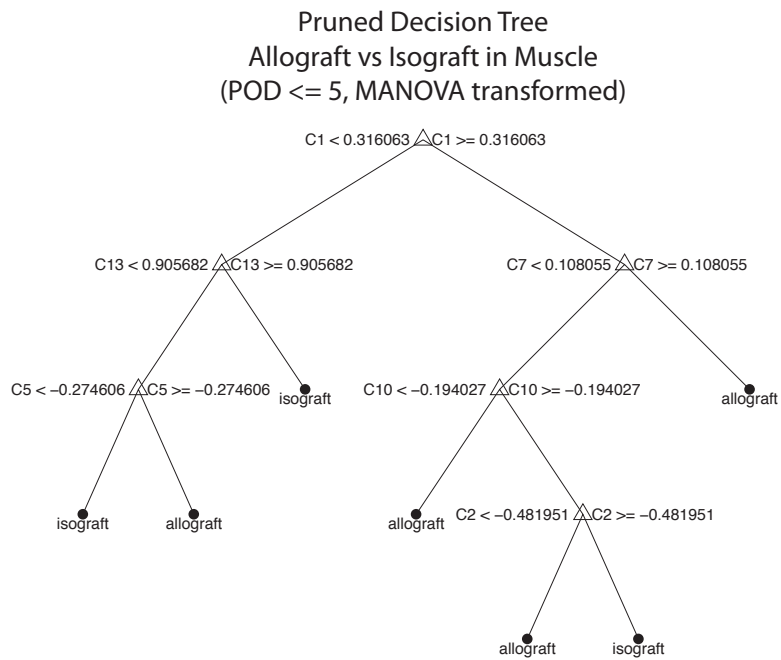 Pruned Decision Tree
Allograft vs Isograft in Muscle
(POD <= 5, MANOVA transformed)
C1 < 0.316063 C1 >= 0.316063
C13 < 0.905682 C13 >= 0.905682
C7 < 0.108055 C7 >= 0.108055
C5 < −0.274606 C5 >= −0.274606
isograft
C10 < −0.194027 C10 >= −0.194027
allograft
isograft
allograft
allograft
C2 < −0.481951 C2 >= −0.481951
allograft
isograft